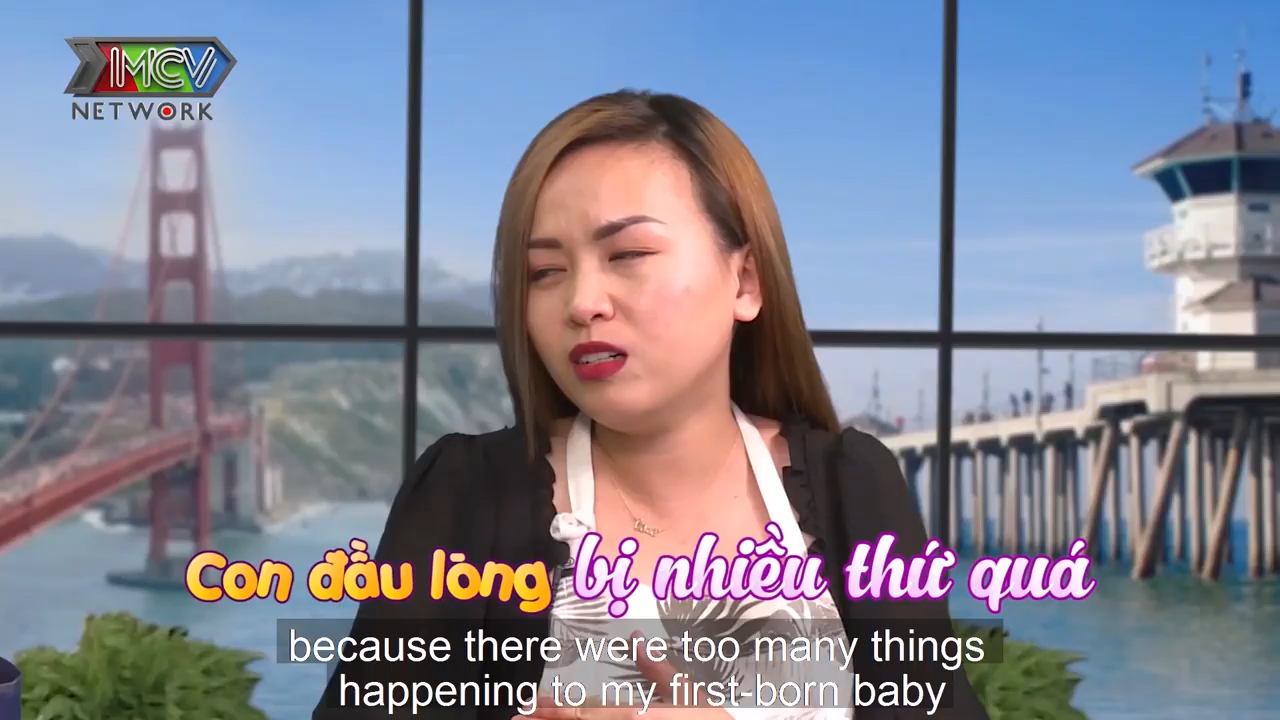 MCV
NETWORK
Con đầu lòng bị nhiều thứ quá
because there were too many things
happening to my first-born baby